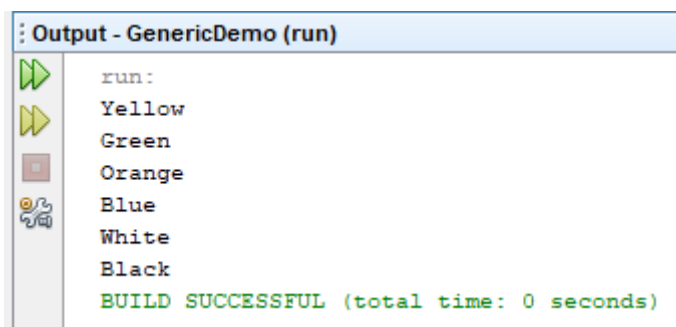 Output - GenericDemo (run)
run:
Yellow
Green
Orange
Blue
White
Black
BUILD SUCCESSFUL (total time: 0 seconds)